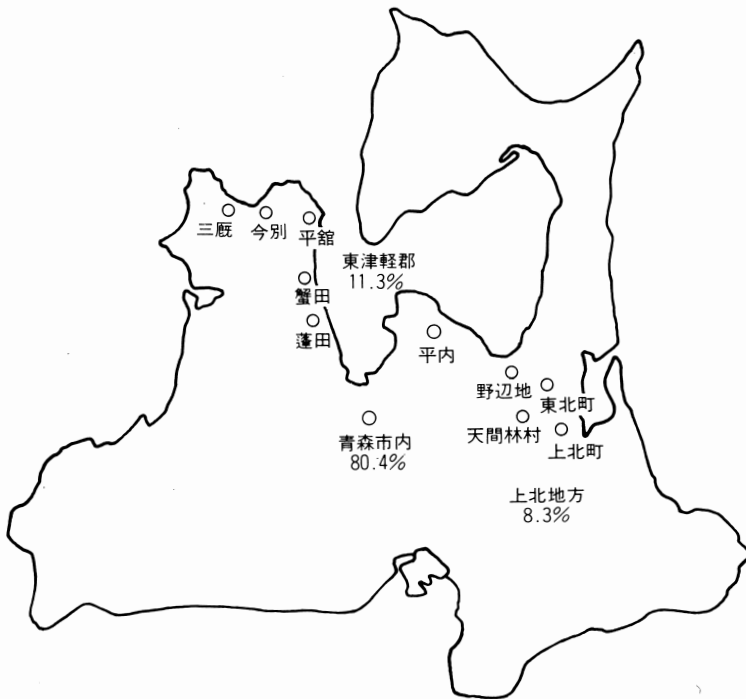 三厩
今別
平舘
東津軽郡
11.3%
蟹田
蓬田
平内
野辺地
東北町
天間林村
上北町
青森市内
80.4%
上北地方
8.3%